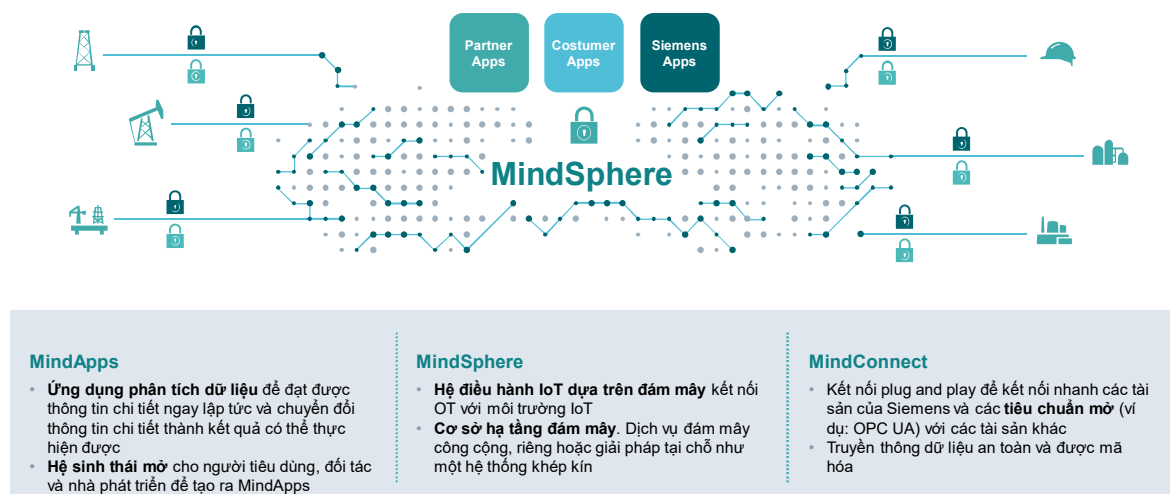 Partner
Apps
Costumer
Apps
Siemens
Apps
MindSphere
MindApps
• Ứng dụng phân tích dữ liệu để đạt được
thông tin chi tiết ngay lập tức và chuyển đổi
thông tin chi tiết thành kết quả có thể thực
hiện được
• Hệ sinh thái mở cho người tiêu dùng, đối tác
và nhà phát triển để tạo ra MindApps
MindSphere
• Hệ điều hành IoT dựa trên đám mây kết nối
OT với môi trường IoT
• Cơ sở hạ tầng đám mây. Dịch vụ đám mây
công cộng, riêng hoặc giải pháp tại chỗ như
một hệ thống khép kín
MindConnect
• Kết nối plug and play để kết nối nhanh các tài
sản của Siemens và các tiêu chuẩn mở (ví
dụ: OPC UA) với các tài sản khác
• Truyền thông dữ liệu an toàn và được mã
hóa